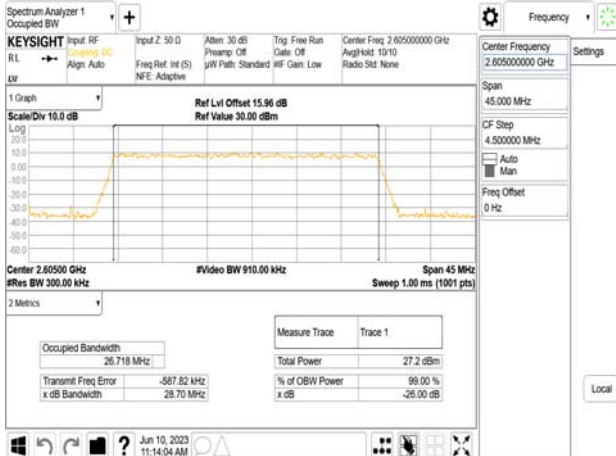 Spectrum Analyzer 1
Occupied BW
Frequency
KEYSIGHT
Input: RF
Coupling: DC
Align: Auto
Input Z: 50 Ω
Freq Ref: Int (S)
NFE: Adaptive
Atten: 30 dB
Preamp: Off
µW Path: Standard
Trig: Free Run
Gate: Off
#IF Gain: Low
Center Freq: 2.605000000 GHz
Avg|Hold: 10/10
Radio Std: None
RL
LXI
Center Frequency
2.605000000 GHz
Settings
Span
45.000 MHz
CF Step
4.500000 MHz
Auto
Man
Freq Offset
0 Hz
Local
1 Graph
Scale/Div 10.0 dB
Ref Lvl Offset 15.96 dB
Ref Value 30.00 dBm
Log
20.0
10.0
0.00
-10.0
-20.0
-30.0
-40.0
-50.0
-60.0
Center 2.60500 GHz
#Res BW 300.00 kHz
#Video BW 910.00 kHz
Span 45 MHz
Sweep 1.00 ms (1001 pts)
2 Metrics
Occupied Bandwidth
26.718 MHz
Transmit Freq Error -587.82 kHz
x dB Bandwidth 28.70 MHz
Measure Trace Trace 1
Total Power 27.2 dBm
% of OBW Power 99.00 %
x dB -26.00 dB
Jun 10, 2023
11:14:04 AM